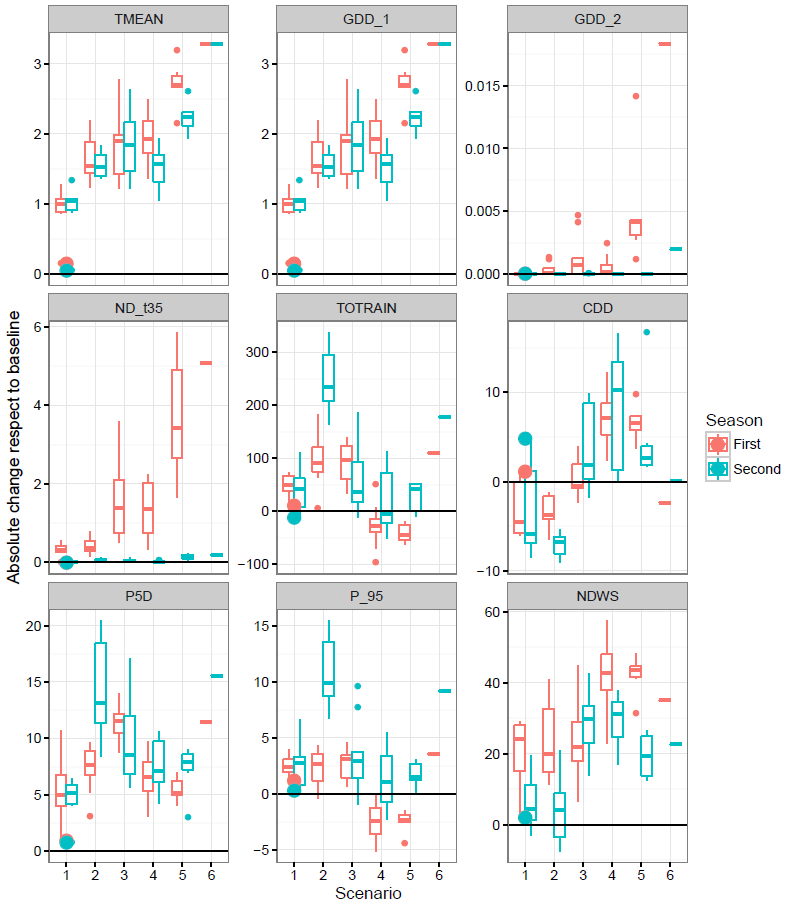 TMEAN GDD_1 GDD_2
3 3 0.015
2 2 0.010
1 1 0.005
0 0 0.000
ND_t35 TOTRAIN CDD
6 300 10
4 200 0
2 100 −10
0 0
−100
P5D P_95 NDWS
20 15 60
15 10 40
10 5 20
5 0 0
0 −5
1 2 3 4 5 6 1 2 3 4 5 6 1 2 3 4 5 6
Scenario
Absolute change respect to baseline
Season
First
Second